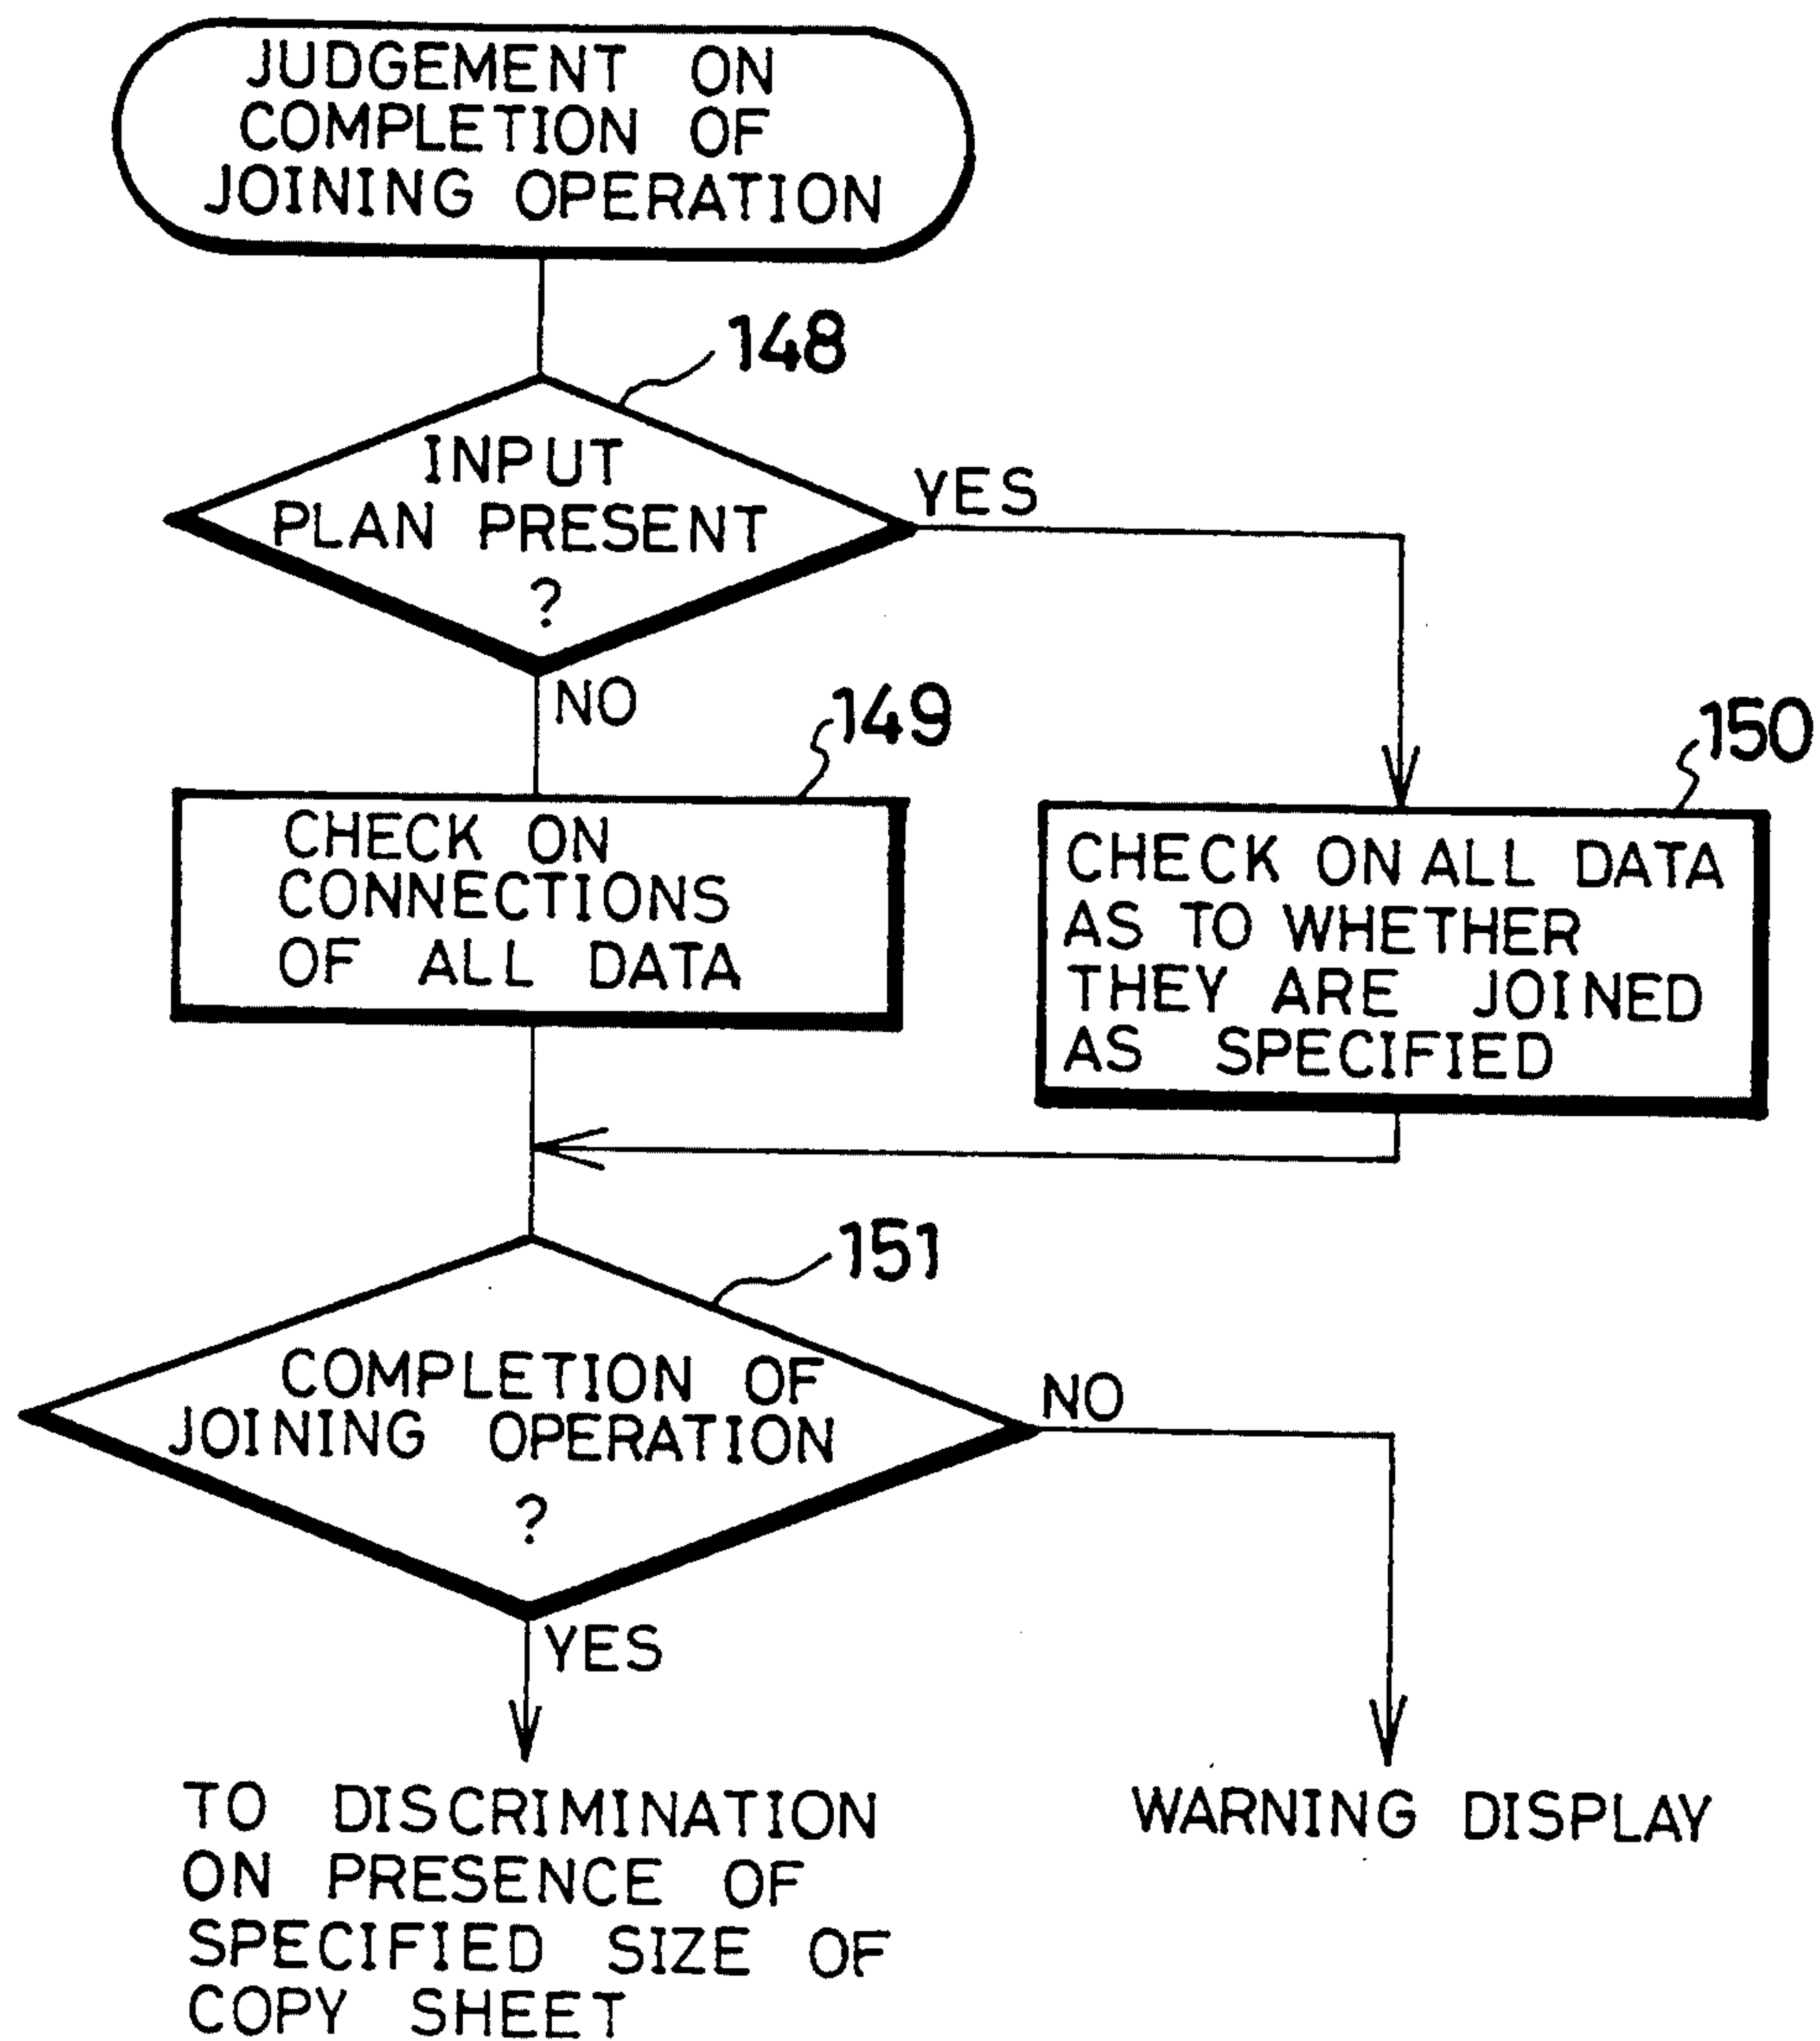 JUDGEMENT ON
COMPLETION OF
JOINING OPERATION
148
INPUT
PLAN PRESENT
?
YES
NO
149
150
CHECK ON
CONNECTIONS
OF ALL DATA
CHECK ON ALL DATA
AS TO WHETHER
THEY ARE JOINED
AS SPECIFIED
151
COMPLETION OF
JOINING OPERATION
?
NO
YES
TO DISCRIMINATION
ON PRESENCE OF
SPECIFIED SIZE OF
COPY SHEET
WARNING DISPLAY